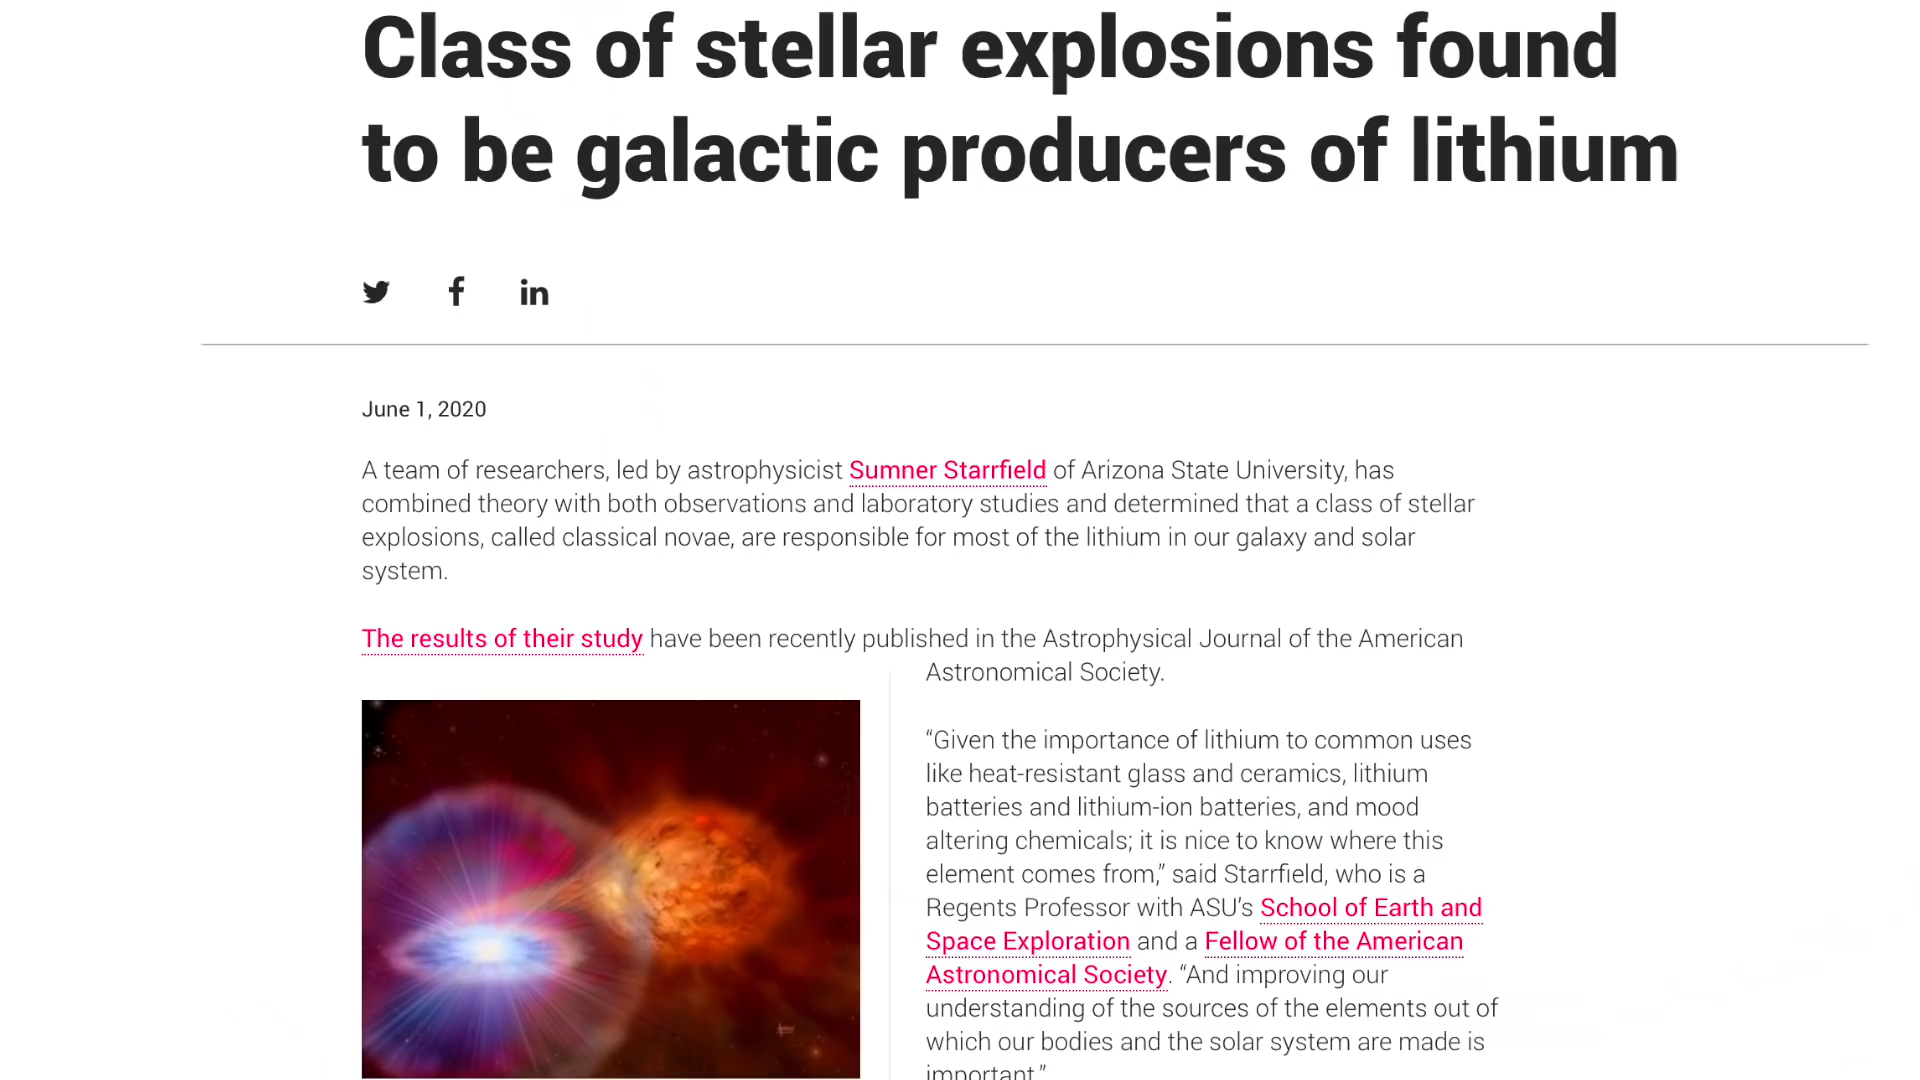 Class of stellar explosions found
to be galactic producers of lithium
June 1, 2020
A team of researchers, led by astrophysicist Sumner Starrfield of Arizona State University, has
combined theory with both observations and laboratory studies and determined that a class of stellar
explosions, called classical novae, are responsible for most of the lithium in our galaxy and solar
system.
The results of their study have been recently published in the Astrophysical Journal of the American
Astronomical Society.
“Given the importance of lithium to common uses
like heat-resistant glass and ceramics, lithium
batteries and lithium-ion batteries, and mood
altering chemicals; it is nice to know where this
element comes from,” said Starrfield, who is a
Regents Professor with ASU’s School of Earth and
Space Exploration and a Fellow of the American
Astronomical Society. “And improving our
understanding of the sources of the elements out of
which our bodies and the solar system are made is
important.”